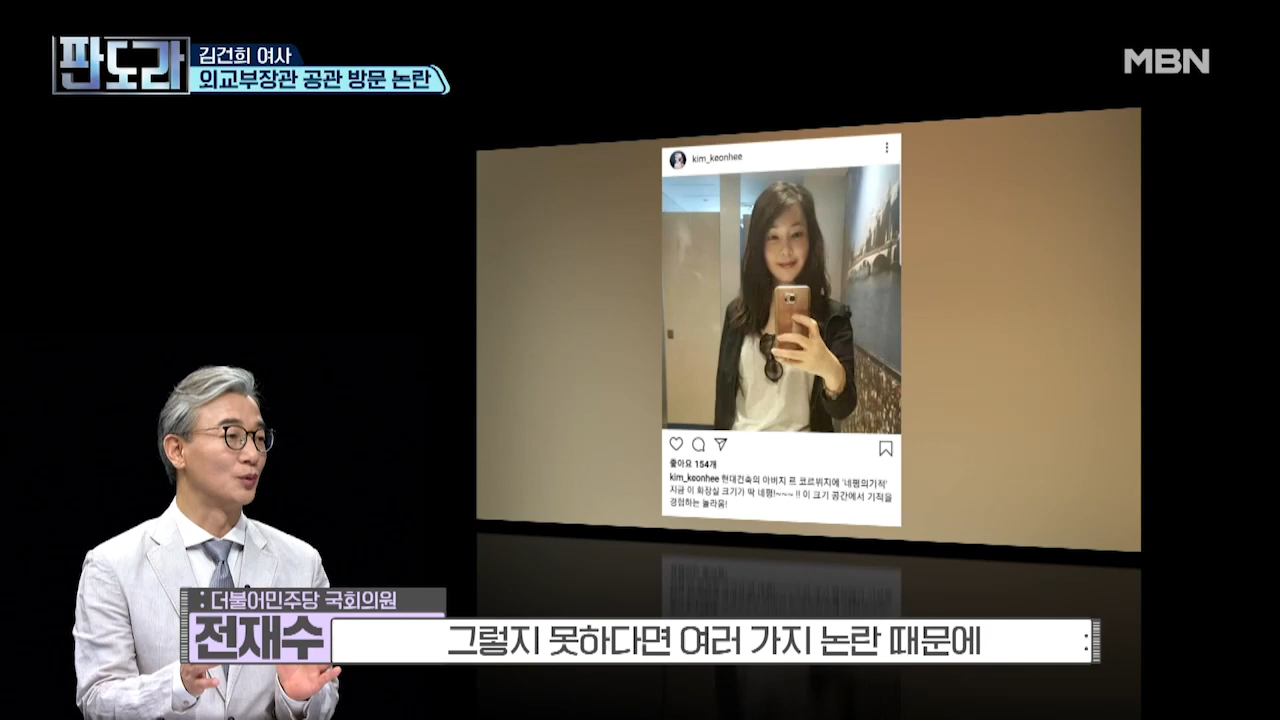 판도라
김건희 여사
외교부장관 공관 방문 논란
MBN
kim_keonhee
좋아요 154개
kim_keonhee 현대건축의 아버지 르 코르뷔지에 '네평의기적'
지금 이 화장실 크기가 딱 네평!~~~ !! 이 크기 공간에서 기적을
경험하는 놀라움!
: 더불어민주당 국회의원
전재수
그렇지 못하다면 여러 가지 논란 때문에